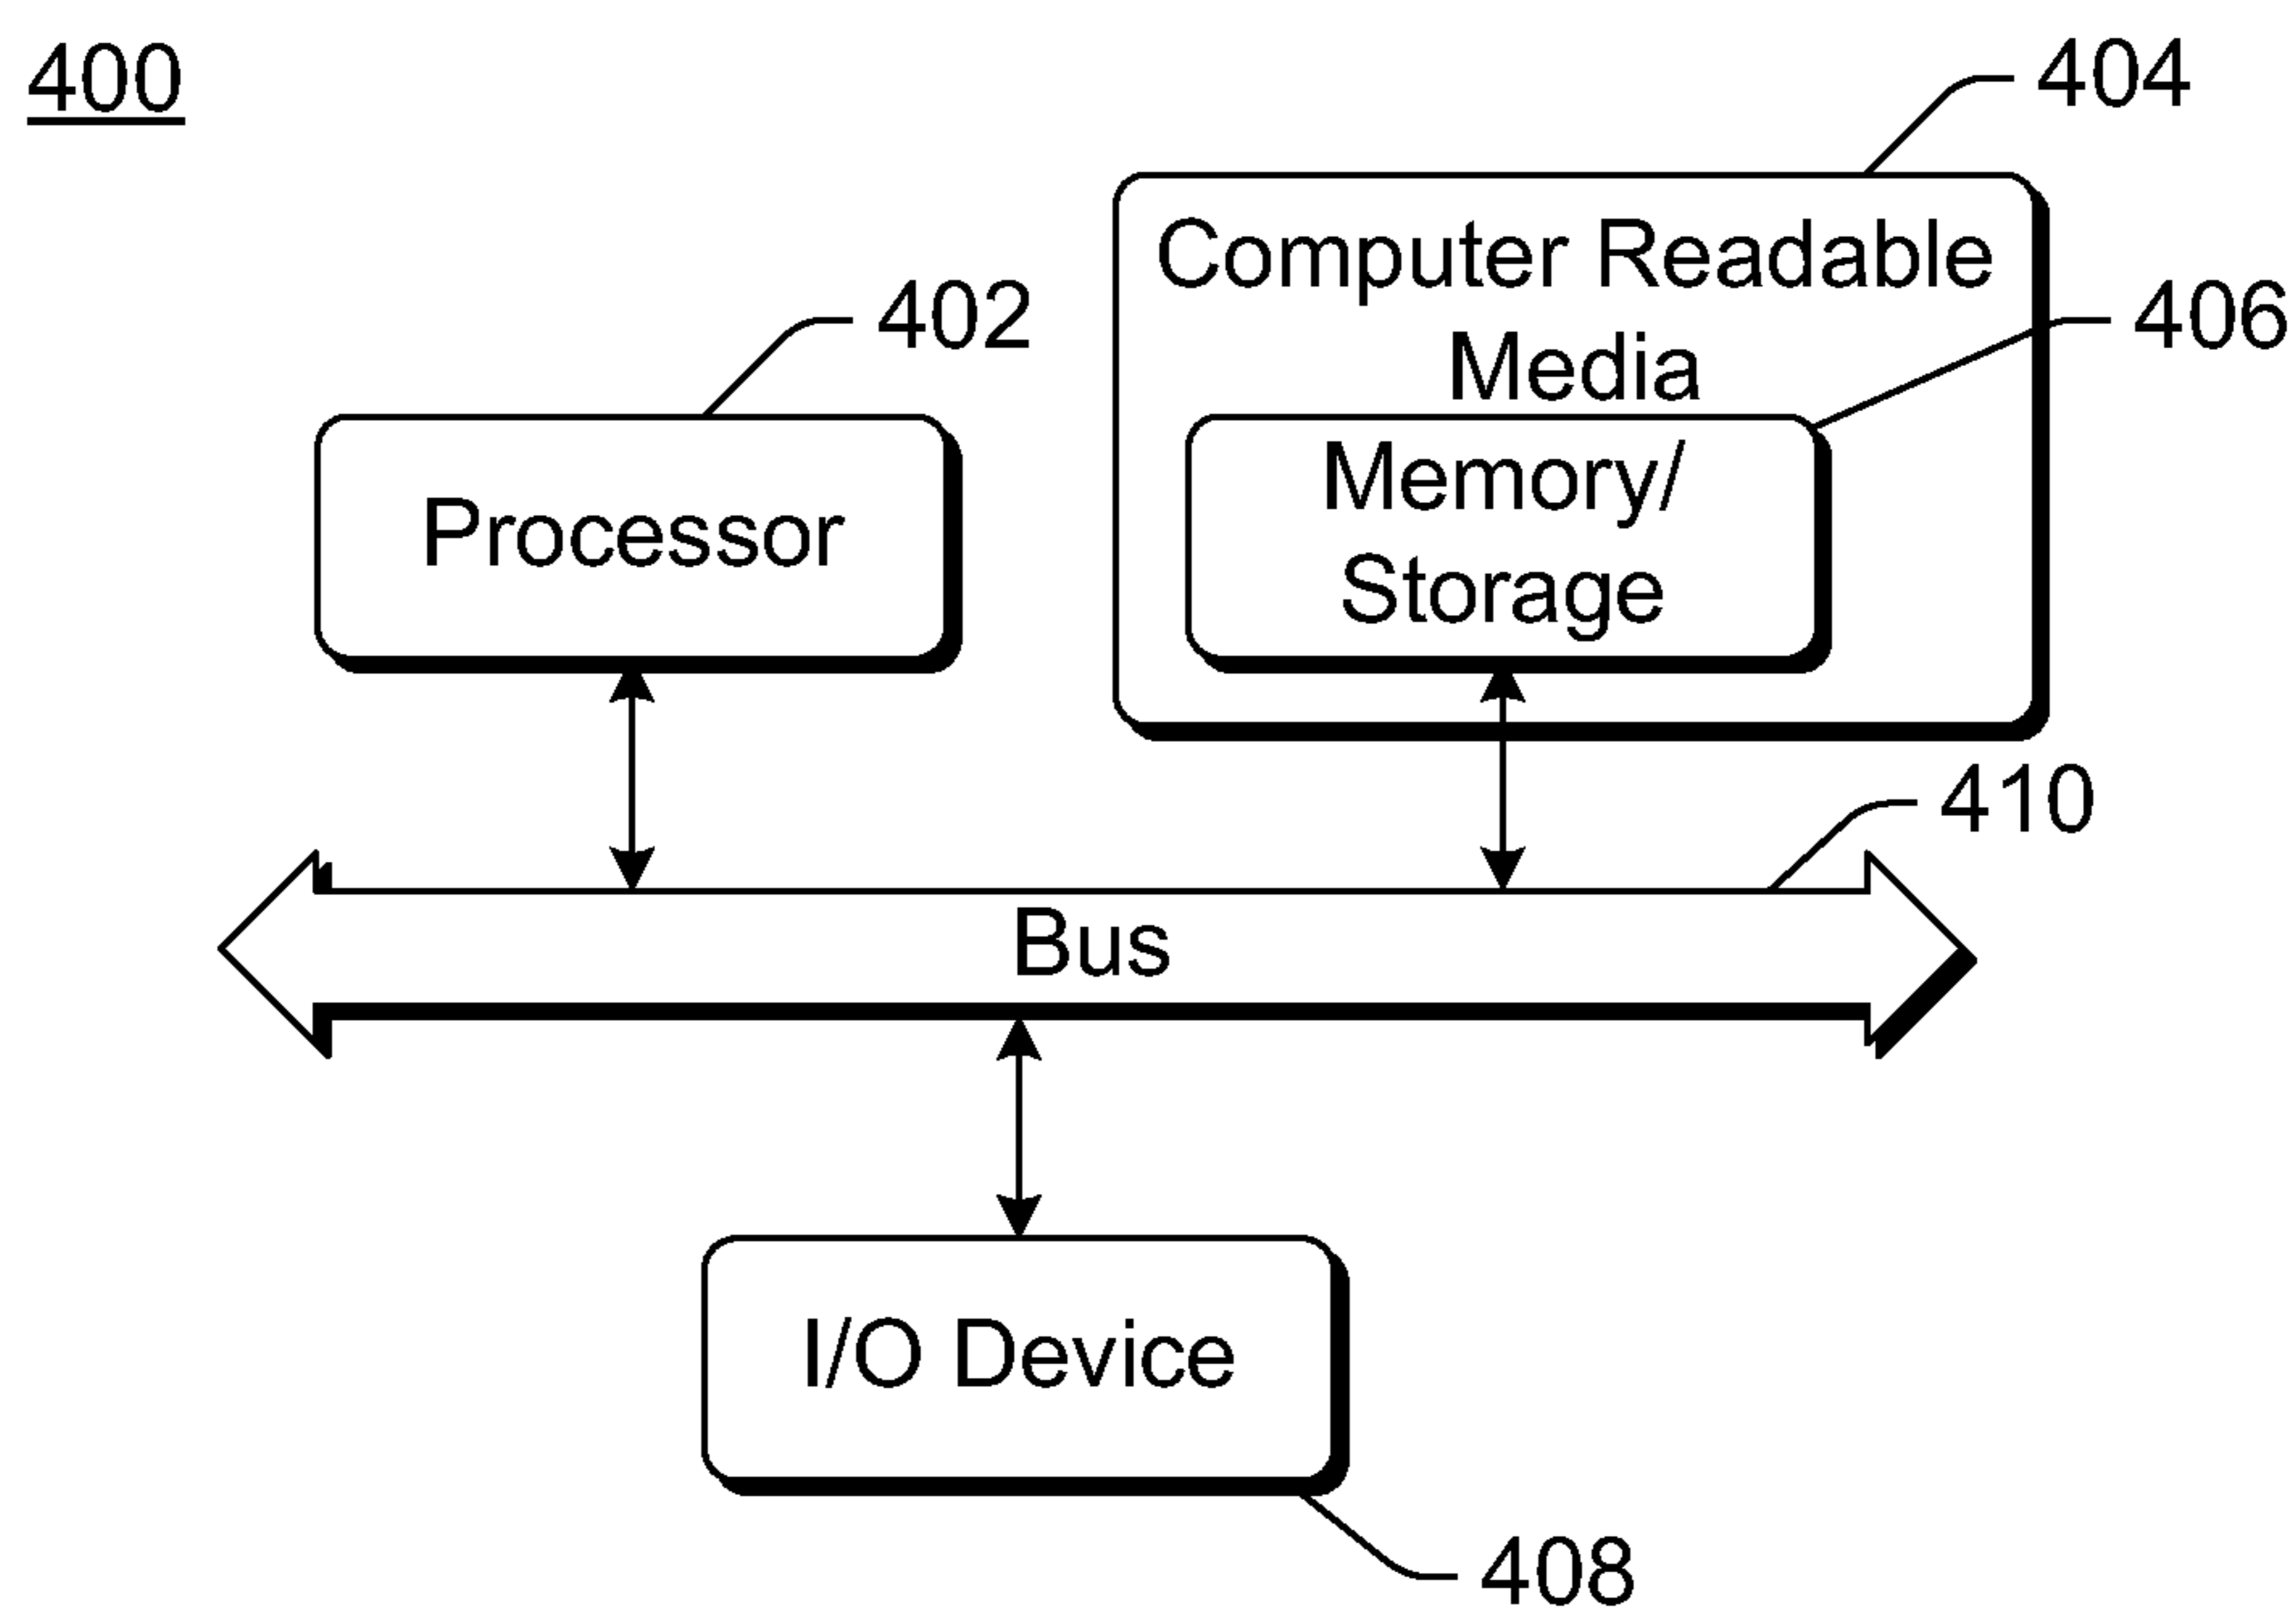 400
404
Computer Readable
Media
402
406
Processor
Memory/
Storage
410
Bus
I/O Device
408